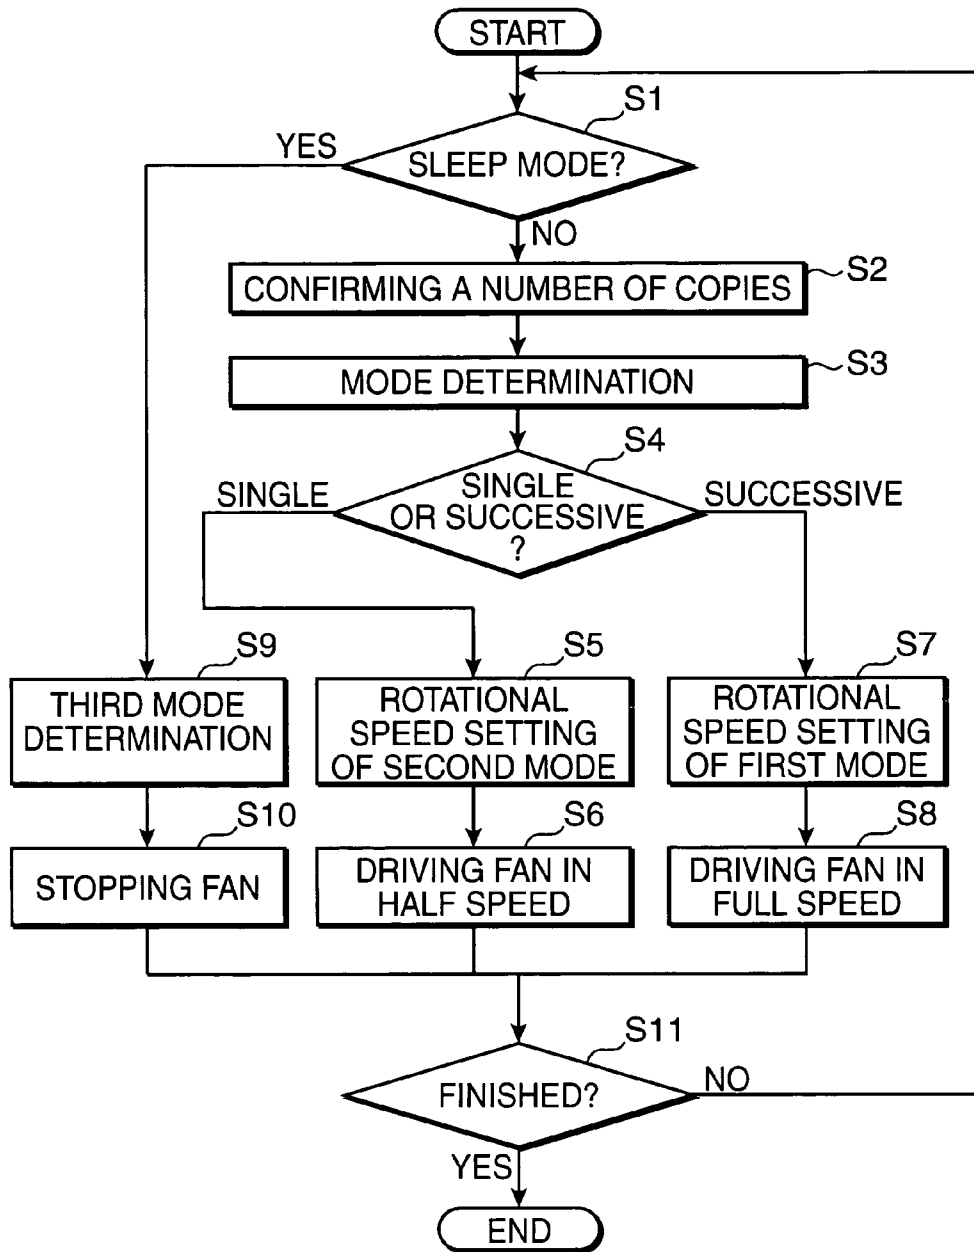 START
S1
YES
SLEEP MODE?
NO
S2
CONFIRMING A NUMBER OF COPIES
S3
MODE DETERMINATION
S4
SINGLE
SINGLE
OR SUCCESSIVE
?
SUCCESSIVE
S9
THIRD MODE
DETERMINATION
S5
ROTATIONAL
SPEED SETTING
OF SECOND MODE
S7
ROTATIONAL
SPEED SETTING
OF FIRST MODE
S10
STOPPING FAN
S6
DRIVING FAN IN
HALF SPEED
S8
DRIVING FAN IN
FULL SPEED
S11
FINISHED?
NO
YES
END